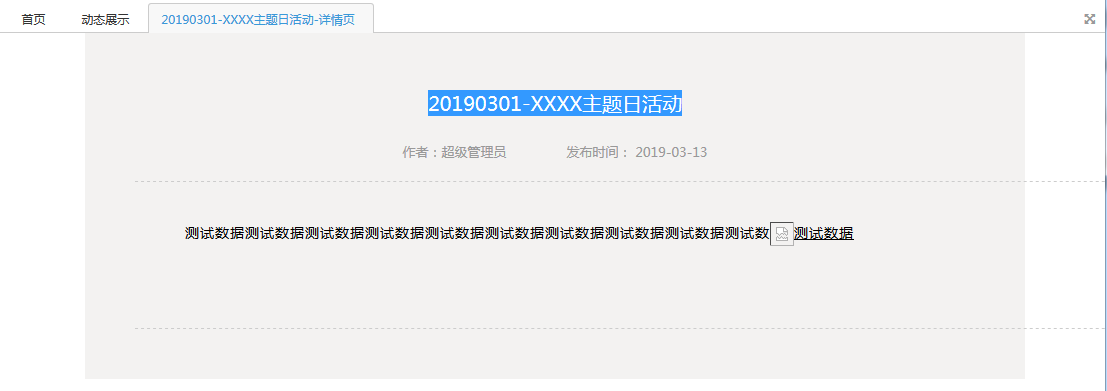 首页 动态展示 20190301-XXXX主题日活动-详情页
20190301-XXXX主题日活动
作者：超级管理员 发布时间： 2019-03-13
测试数据测试数据测试数据测试数据测试数据测试数据测试数据测试数据测试数据测试数测试数据